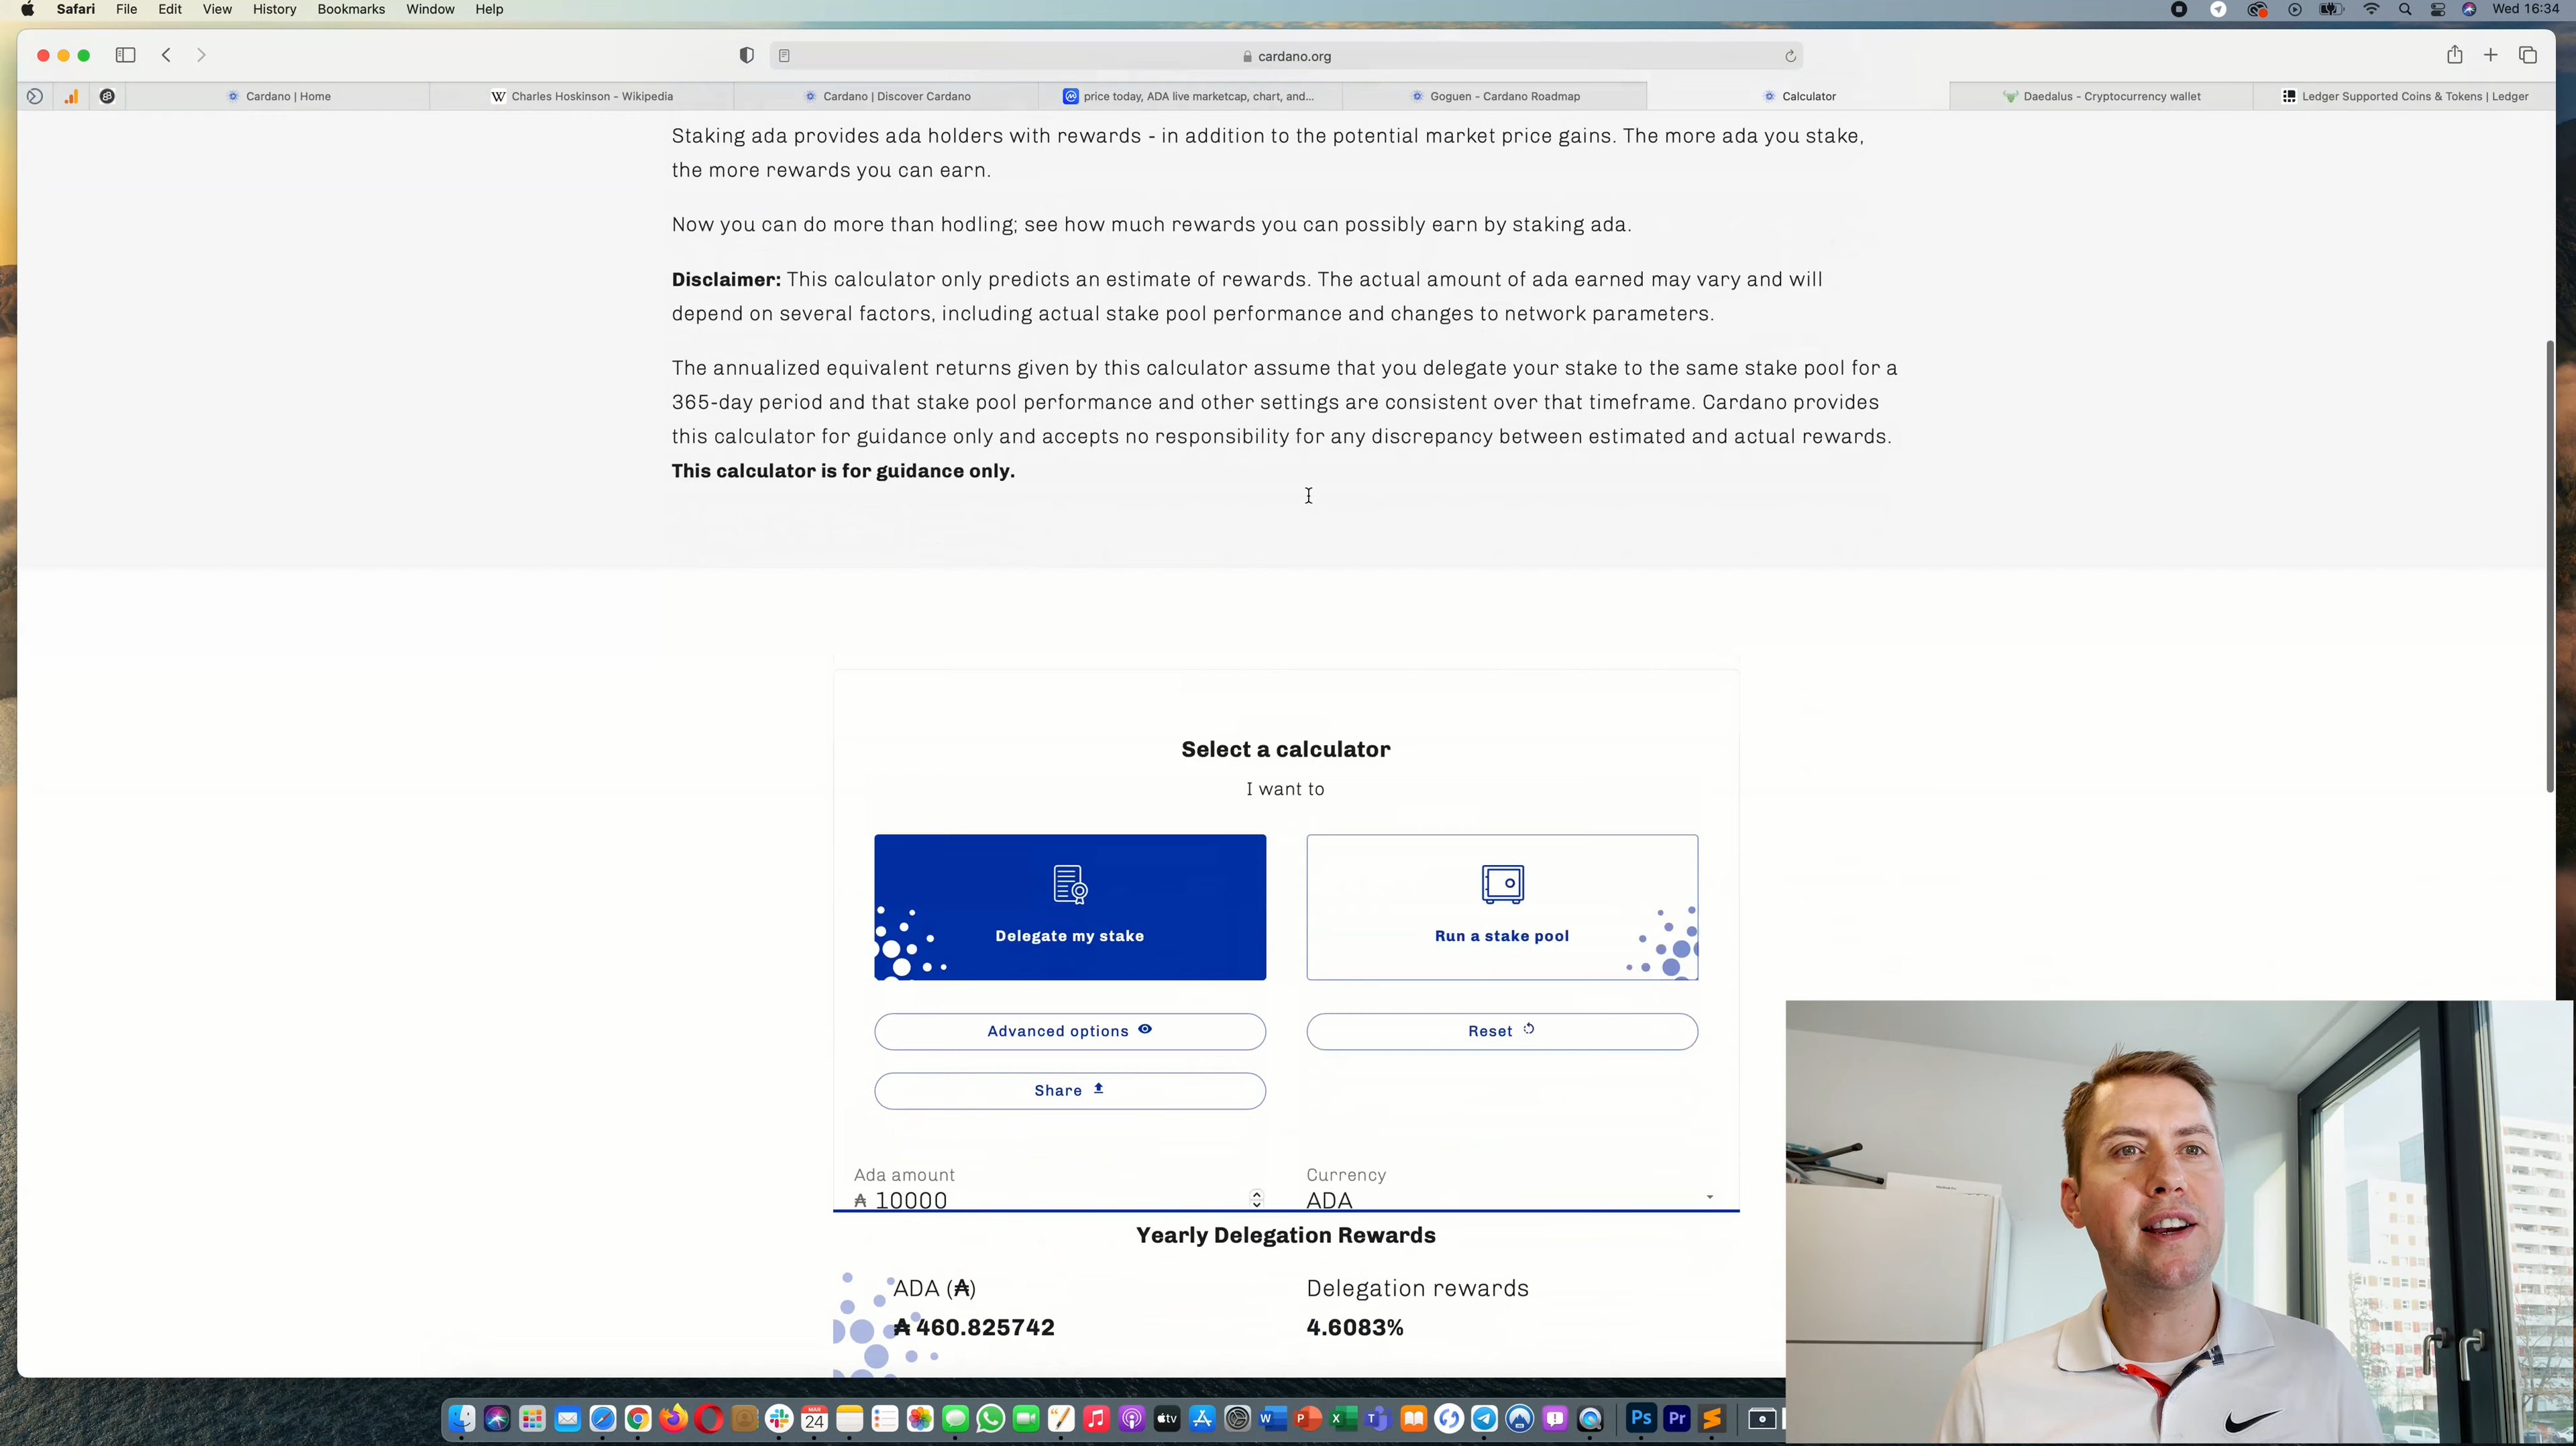 Safari File Edit View History Bookmarks Window Help Wed 16:34
cardano.org
Cardano | Home Charles Hoskinson - Wikipedia Cardano | Discover Cardano price today, ADA live marketcap, chart, and... Goguen - Cardano Roadmap Calculator Daedalus - Cryptocurrency wallet Ledger Supported Coins & Tokens | Ledger
Staking ada provides ada holders with rewards - in addition to the potential market price gains. The more ada you stake,
the more rewards you can earn.
Now you can do more than hodling; see how much rewards you can possibly earn by staking ada.
Disclaimer: This calculator only predicts an estimate of rewards. The actual amount of ada earned may vary and will
depend on several factors, including actual stake pool performance and changes to network parameters.
The annualized equivalent returns given by this calculator assume that you delegate your stake to the same stake pool for a
365-day period and that stake pool performance and other settings are consistent over that timeframe. Cardano provides
this calculator for guidance only and accepts no responsibility for any discrepancy between estimated and actual rewards.
This calculator is for guidance only.
Select a calculator
I want to
Delegate my stake Run a stake pool
Advanced options Reset
Share
Ada amount Currency
₳ 10000 ADA
Yearly Delegation Rewards
ADA (₳) Delegation rewards
₳ 460.825742 4.6083%
MAR
24
tv
W P X T
Ps Pr